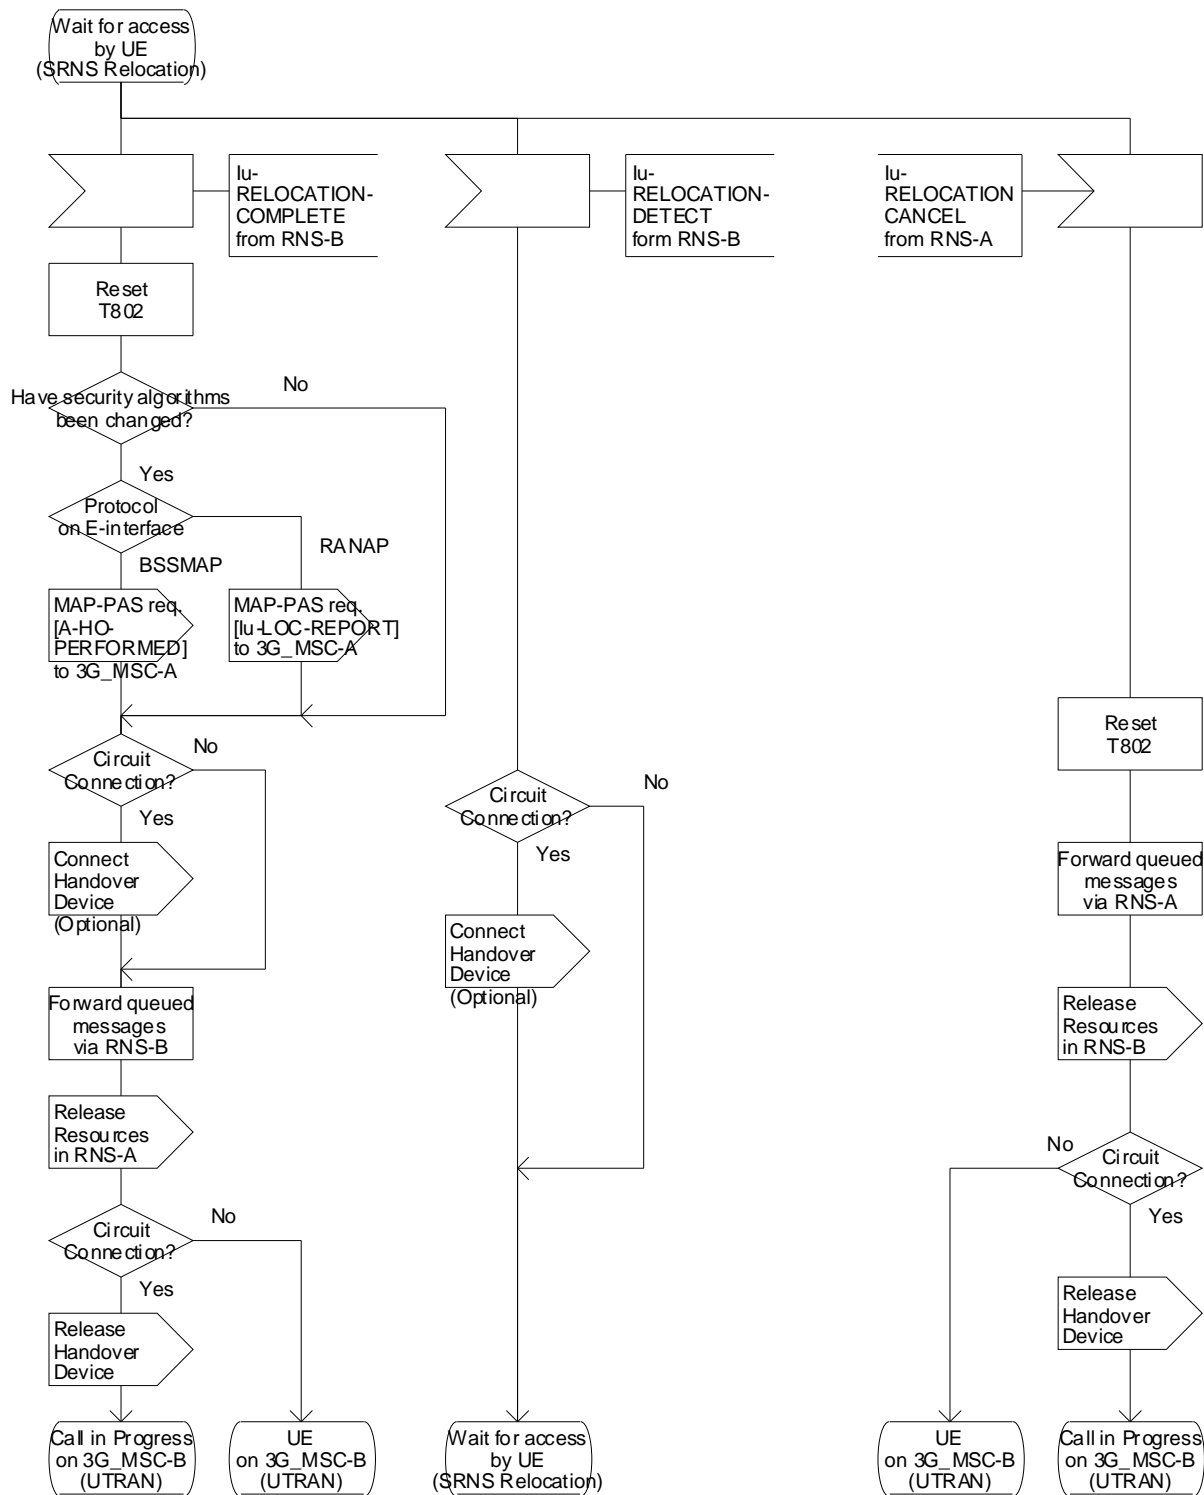 Wait for access
by UE
(SRNS Relocation)
Iu-
RELOCATION-
COMPLETE
from RNS-B
Iu-
RELOCATION-
DETECT
form RNS-B
Iu-
RELOCATION
CANCEL
from RNS-A
Reset
T802
Have security algorithms
been changed?
No
Yes
Protocol
on E-interface
BSSMAP
RANAP
MAP-PAS req.
[A-HO-
PERFORMED]
to 3G_MSC-A
MAP-PAS req.
[Iu-LOC-REPORT]
to 3G_MSC-A
Circuit
Connection?
No
Yes
Connect
Handover
Device
(Optional)
Forward queued
messages
via RNS-B
Release
Resources
in RNS-A
Circuit
Connection?
No
Yes
Release
Handover
Device
Call in Progress
on 3G_MSC-B
(UTRAN)
UE
on 3G_MSC-B
(UTRAN)
Circuit
Connection?
No
Yes
Connect
Handover
Device
(Optional)
Wait for access
by UE
(SRNS Relocation)
Reset
T802
Forward queued
messages
via RNS-A
Release
Resources
in RNS-B
No
Circuit
Connection?
Yes
Release
Handover
Device
UE
on 3G_MSC-B
(UTRAN)
Call in Progress
on 3G_MSC-B
(UTRAN)